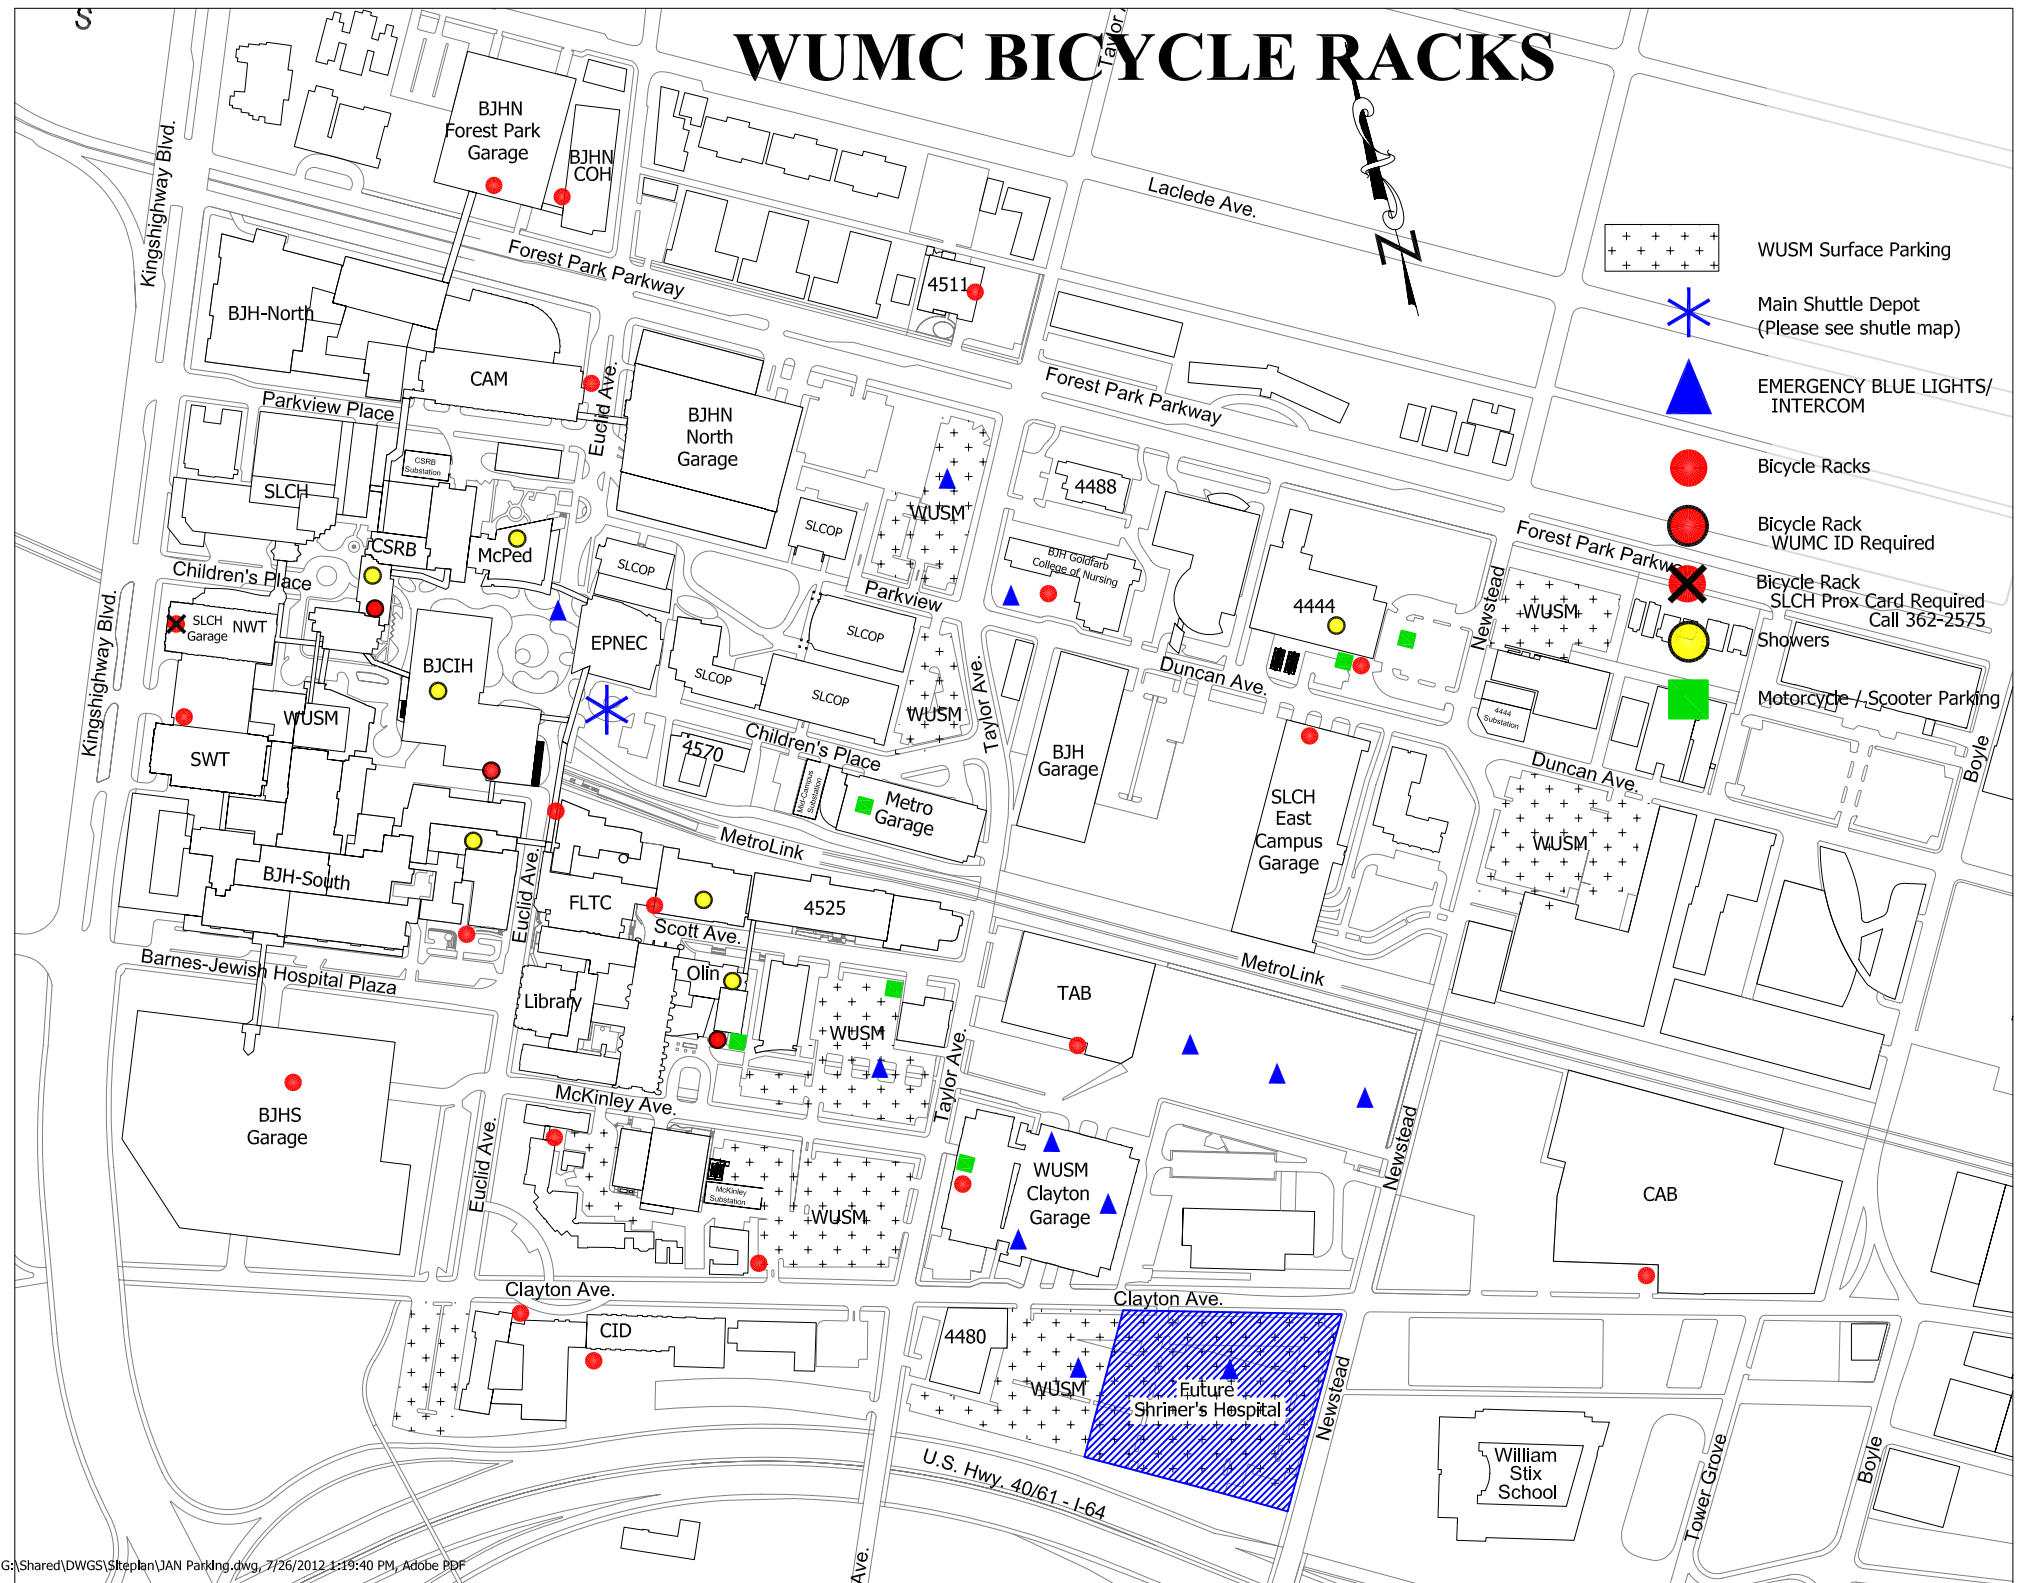 S
WUMC BICYCLE RACKS
Taylor
Kingshighway Blvd.
BJHN
Forest Park
Garage
BJHN
COH
Laclede Ave.
Forest Park Parkway
4511
BJH-North
CAM
Euclid Ave.
Parkview Place
BJHN
North
Garage
Forest Park Parkway
CSRB
Substation
SLCH
WUSM
4488
SLCOP
CSRB
McPed
SLCOP
BJH Goldfarb
College of Nursing
Forest Park Parkw
Children's Place
Parkview
SLCH
Garage
NWT
EPNEC
SLCOP
4444
Newstead
WUSM
Kingshighway Blvd.
BJCIH
SLCOP
SLCOP
Taylor Ave.
Duncan Ave.
WUSM
WUSM
4444
Substation
SWT
4570
Children's Place
BJH
Garage
Duncan Ave.
Boyle
Mid-Campus
Substation
Metro
Garage
SLCH
East
Campus
Garage
MetroLink
WUSM
BJH-South
Euclid Ave.
FLTC
4525
Scott Ave.
Barnes-Jewish Hospital Plaza
Olin
MetroLink
Library
TAB
WUSM
Taylor Ave.
BJHS
Garage
McKinley Ave.
Euclid Ave.
McKinley
Substation
WUSM
WUSM
Clayton
Garage
Newstead
CAB
Clayton Ave.
Clayton Ave.
CID
4480
WUSM
Future
Shriner's Hospital
Newstead
U.S. Hwy. 40/61 - I-64
William
Stix
School
Tower Grove
Boyle
Ave.
WUSM Surface Parking
Main Shuttle Depot
(Please see shutle map)
EMERGENCY BLUE LIGHTS/
INTERCOM
Bicycle Racks
Bicycle Rack
WUMC ID Required
Bicycle Rack
SLCH Prox Card Required
Call 362-2575
Showers
Motorcycle / Scooter Parking
G:\Shared\DWGS\Siteplan\JAN Parking.dwg, 7/26/2012 1:19:40 PM, Adobe PDF